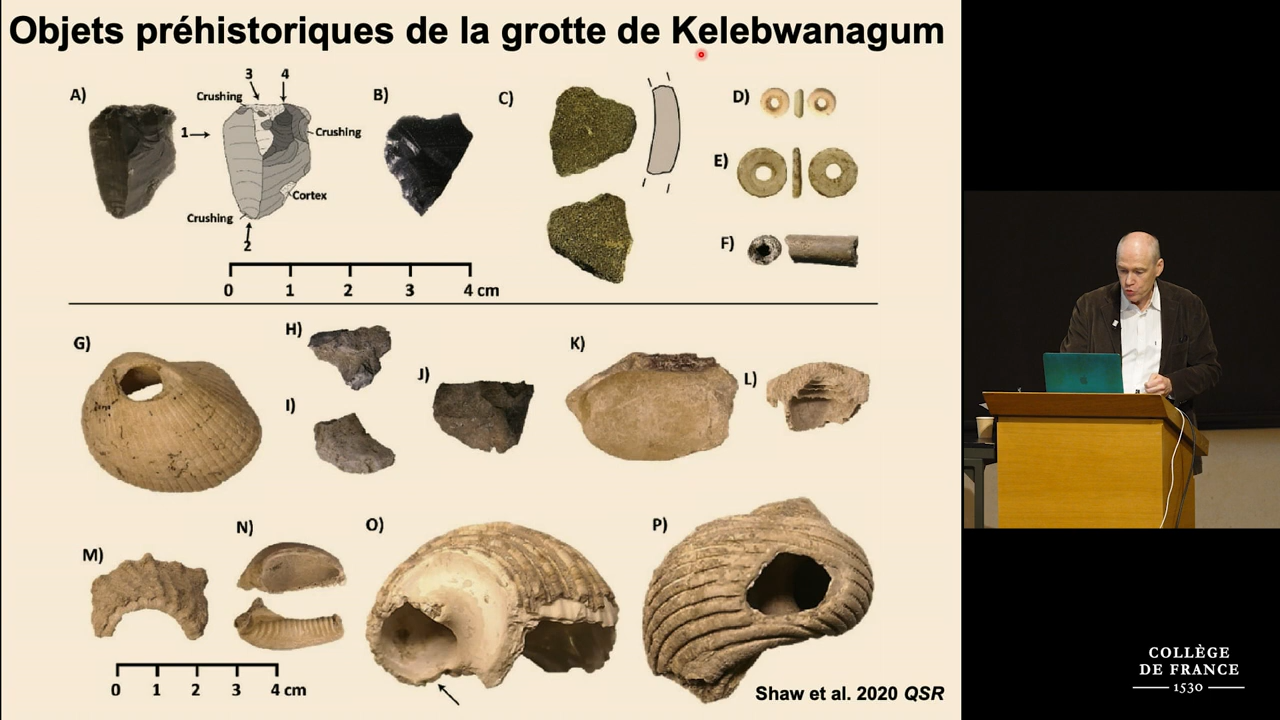 Objets préhistoriques de la grotte de Kelebwanagum
A)
3
4
Crushing
1
Crushing
Cortex
Crushing
2
B)
C)
D)
E)
F)
0 1 2 3 4 cm
G)
H)
I)
J)
K)
L)
M)
N)
O)
P)
0 1 2 3 4 cm
Shaw et al. 2020 QSR
COLLÈGE
DE FRANCE
1530